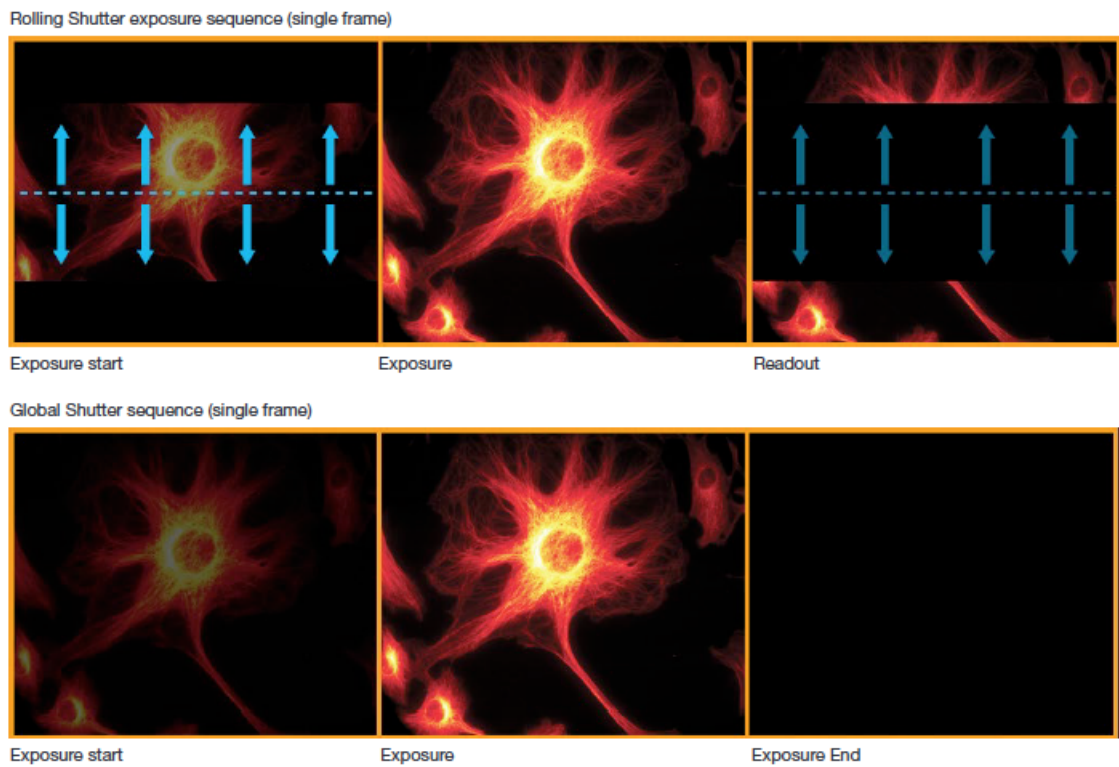 Rolling Shutter exposure sequence (single frame)
Exposure start
Exposure
Readout
Global Shutter sequence (single frame)
Exposure start
Exposure
Exposure End